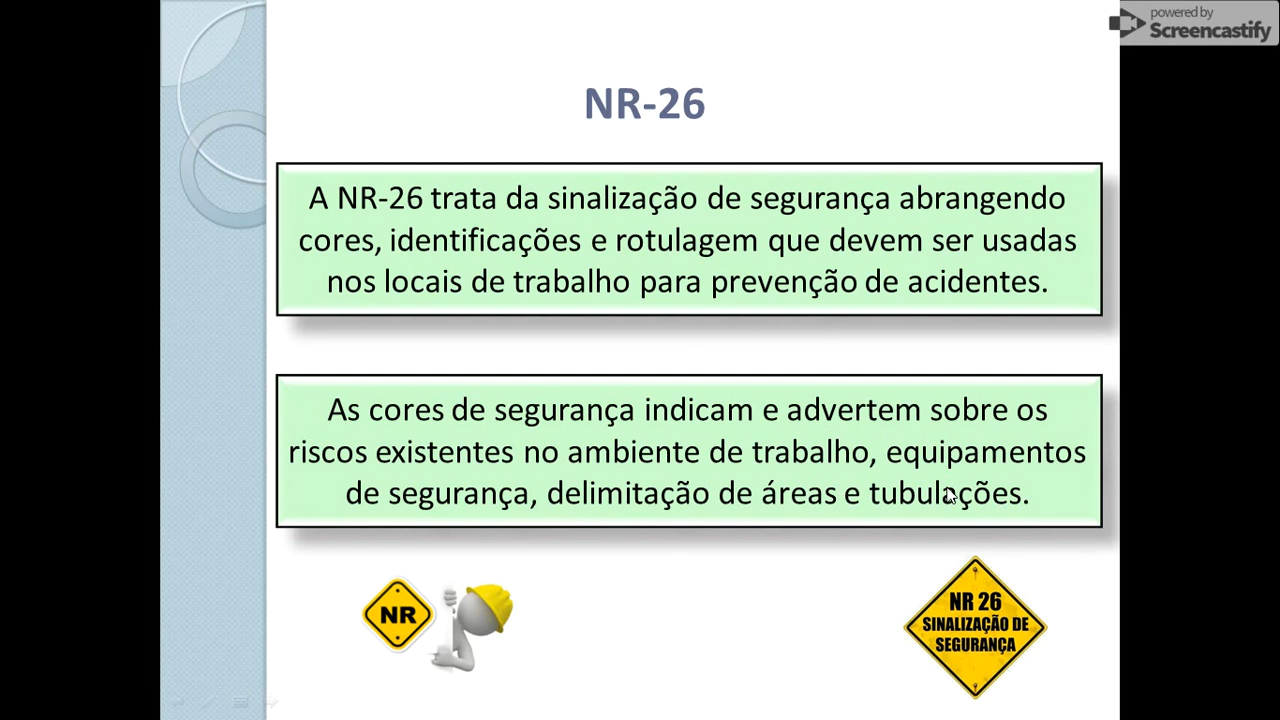 powered by
Screencastify
NR-26
A NR-26 trata da sinalização de segurança abrangendo
cores, identificações e rotulagem que devem ser usadas
nos locais de trabalho para prevenção de acidentes.
As cores de segurança indicam e advertem sobre os
riscos existentes no ambiente de trabalho, equipamentos
de segurança, delimitação de áreas e tubulações.
NR
NR 26
SINALIZAÇÃO DE
SEGURANÇA